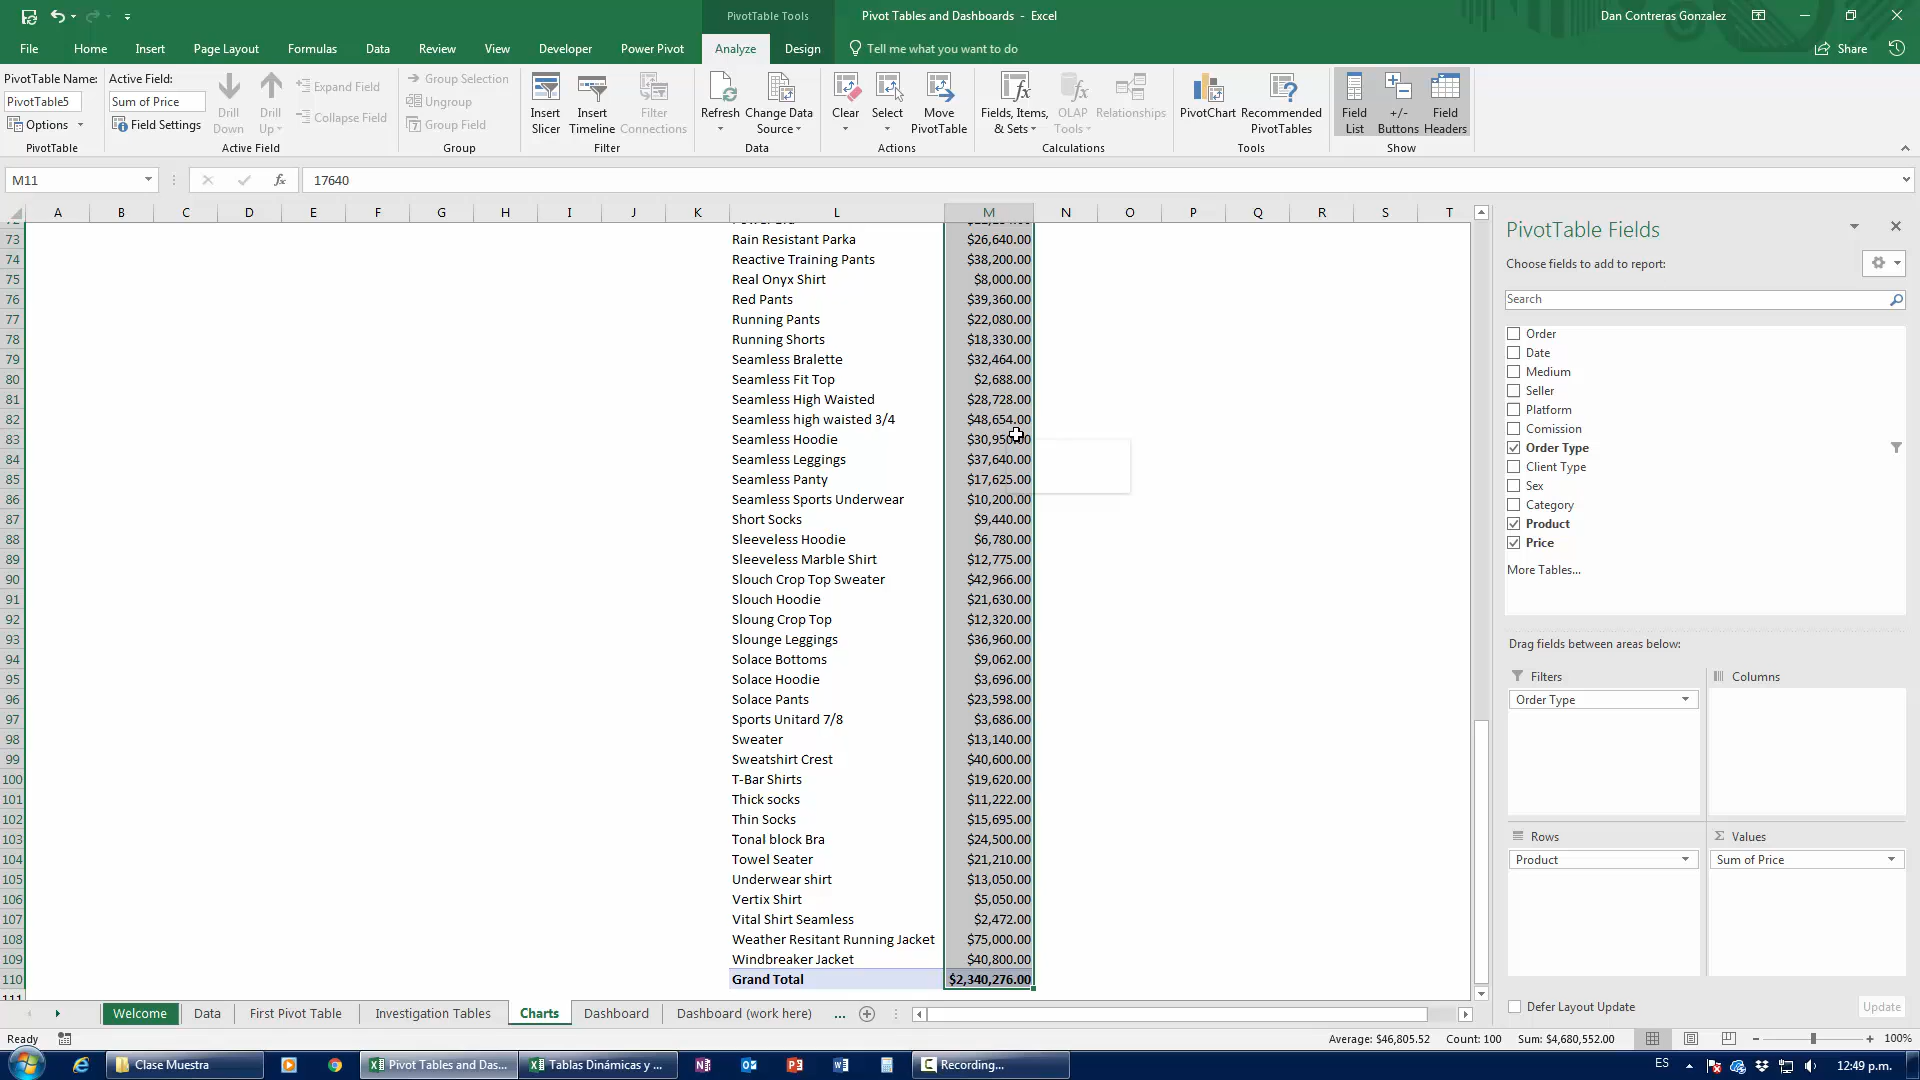 PivotTable Tools
Pivot Tables and Dashboards - Excel
Dan Contreras Gonzalez
File Home Insert Page Layout Formulas Data Review View Developer Power Pivot Analyze Design Tell me what you want to do Share
PivotTable Name:
PivotTable5
Options
PivotTable
Active Field:
Sum of Price
Field Settings
Drill Down
Drill Up
Expand Field
Collapse Field
Active Field
Group Selection
Ungroup
Group Field
Group
Insert Slicer
Insert Timeline
Filter Connections
Filter
Refresh
Change Data Source
Data
Clear
Select
Move PivotTable
Actions
Fields, Items, & Sets
OLAP Tools
Relationships
Calculations
PivotChart
Recommended PivotTables
Tools
Field List
+/- Buttons
Field Headers
Show
M11
fx
17640
A B C D E F G H I J K L M N O P Q R S T
73 Rain Resistant Parka $26,640.00
74 Reactive Training Pants $38,200.00
75 Real Onyx Shirt $8,000.00
76 Red Pants $39,360.00
77 Running Pants $22,080.00
78 Running Shorts $18,330.00
79 Seamless Bralette $32,464.00
80 Seamless Fit Top $2,688.00
81 Seamless High Waisted $28,728.00
82 Seamless high waisted 3/4 $48,654.00
83 Seamless Hoodie $30,950.00
84 Seamless Leggings $37,640.00
85 Seamless Panty $17,625.00
86 Seamless Sports Underwear $10,200.00
87 Short Socks $9,440.00
88 Sleeveless Hoodie $6,780.00
89 Sleeveless Marble Shirt $12,775.00
90 Slouch Crop Top Sweater $42,966.00
91 Slouch Hoodie $21,630.00
92 Sloung Crop Top $12,320.00
93 Slounge Leggings $36,960.00
94 Solace Bottoms $9,062.00
95 Solace Hoodie $3,696.00
96 Solace Pants $23,598.00
97 Sports Unitard 7/8 $3,686.00
98 Sweater $13,140.00
99 Sweatshirt Crest $40,600.00
100 T-Bar Shirts $19,620.00
101 Thick socks $11,222.00
102 Thin Socks $15,695.00
103 Tonal block Bra $24,500.00
104 Towel Seater $21,210.00
105 Underwear shirt $13,050.00
106 Vertix Shirt $5,050.00
107 Vital Shirt Seamless $2,472.00
108 Weather Resitant Running Jacket $75,000.00
109 Windbreaker Jacket $40,800.00
110 Grand Total $2,340,276.00
PivotTable Fields
Choose fields to add to report:
Search
Order
Date
Medium
Seller
Platform
Comission
Order Type
Client Type
Sex
Category
Product
Price
More Tables...
Drag fields between areas below:
Filters
Columns
Order Type
Rows
Σ Values
Product
Sum of Price
Defer Layout Update
Update
Welcome Data First Pivot Table Investigation Tables Charts Dashboard Dashboard (work here) ...
Ready
Average: $46,805.52 Count: 100 Sum: $4,680,552.00
100%
Clase Muestra
Pivot Tables and Das...
Tablas Dinámicas y ...
Recording...
ES
12:49 p.m.